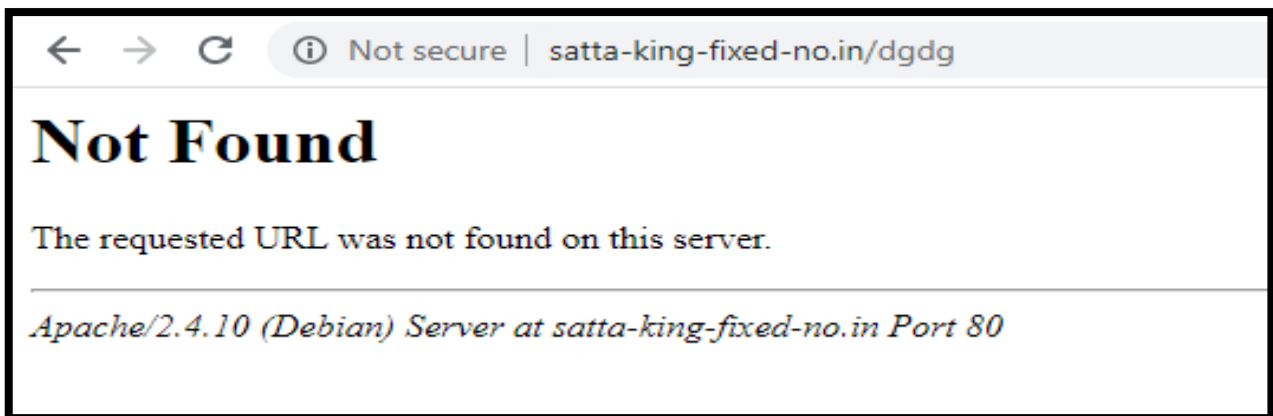 Not secure | satta-king-fixed-no.in/dgdg
Not Found
The requested URL was not found on this server.
Apache/2.4.10 (Debian) Server at satta-king-fixed-no.in Port 80